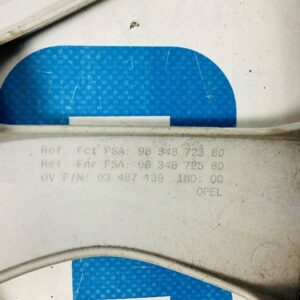 Ref. Fct PSA: 98 348 723 80
Ref. Fnr PSA: 98 348 725 80
OV P/N: 93 487 138 IND: 00
OPEL